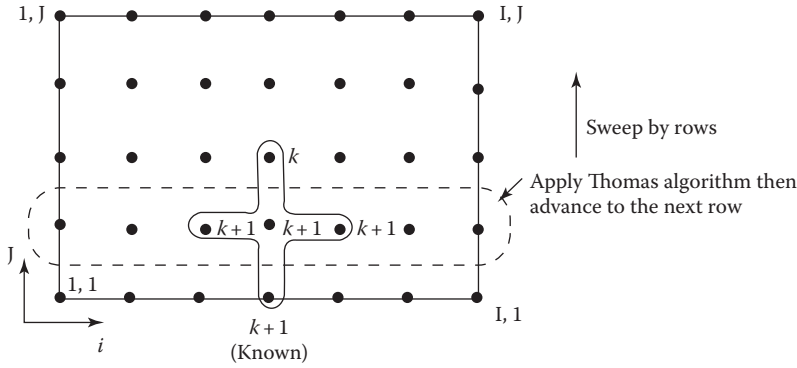 1, J
I, J
k
Sweep by rows
Apply Thomas algorithm then
advance to the next row
k + 1
k + 1
k + 1
J
1, 1
I, 1
i
k + 1
(Known)